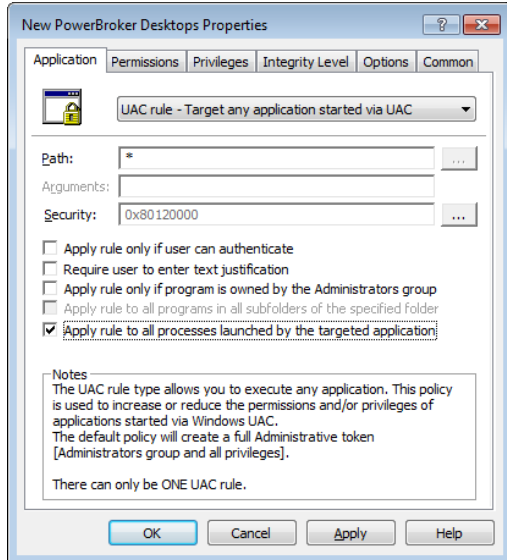 New PowerBroker Desktops Properties
?
Application
Permissions
Privileges
Integrity Level
Options
Common
UAC rule - Target any application started via UAC
Path:
*
...
Arguments:
Security:
0x80120000
...
Apply rule only if user can authenticate
Require user to enter text justification
Apply rule only if program is owned by the Administrators group
Apply rule to all programs in all subfolders of the specified folder
Apply rule to all processes launched by the targeted application
Notes
The UAC rule type allows you to execute any application. This policy
is used to increase or reduce the permissions and/or privileges of
applications started via Windows UAC.
The default policy will create a full Administrative token
[Administrators group and all privileges].
There can only be ONE UAC rule.
OK
Cancel
Apply
Help